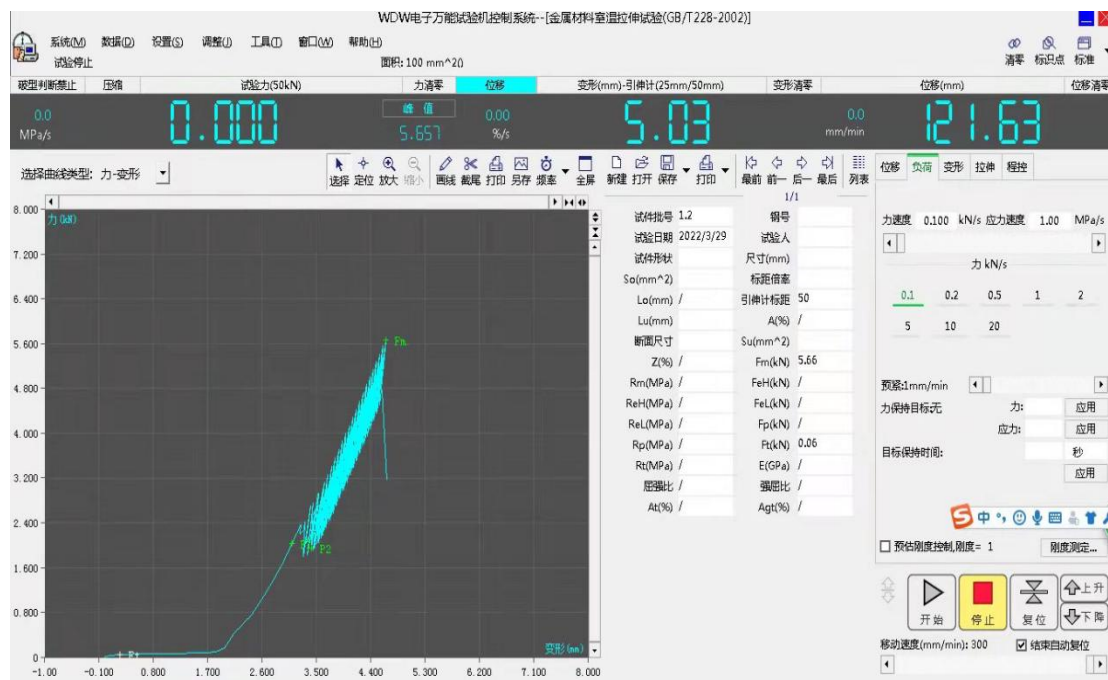 WDW电子万能试验机控制系统--[金属材料室温拉伸试验(GB/T228-2002)]
系统(M) 数据(D) 设置(S) 调整(J) 工具(T) 窗口(W) 帮助(H)
试验停止 面积: 100 mm^2()
清零 标识点 标准
破型判断禁止 压缩 试验力(50kN) 力清零 位移 变形(mm)-引伸计(25mm/50mm) 变形清零 位移(mm) 位移清零
0.0 MPa/s 0.000 峰值 5.657 0.00 %/s 5.03 0.0 mm/min 121.63
选择曲线类型: 力-变形
选择 定位 放大 缩小 画线 截尾 打印 另存 频率 全屏 新建 打开 保存 打印 最前 前一 后一 最后 列表
位移 负荷 变形 拉伸 程控
1/1
8.000 力(kN)
7.200
6.400
5.600
4.800
4.000
3.200
2.400
1.600
0.800
0
Fm
P2
变形(mm)
-1.00 -0.100 0.800 1.700 2.600 3.500 4.400 5.300 6.200 7.100 8.000
试件批号 1.2 钢号
试验日期 2022/3/29 试验人
试件形状 尺寸(mm)
So(mm^2) 标距倍率
Lo(mm) / 引伸计标距 50
Lu(mm) A(%) /
断面尺寸 Su(mm^2)
Z(%) / Fm(kN) 5.66
Rm(MPa) / FeH(kN) /
ReH(MPa) / FeL(kN) /
ReL(MPa) / Fp(kN) /
Rp(MPa) / Ft(kN) 0.06
Rt(MPa) / E(GPa) /
屈强比 / 强屈比 /
At(%) / Agt(%) /
力速度 0.100 kN/s 应力速度 1.00 MPa/s
力 kN/s
0.1 0.2 0.5 1 2
5 10 20
预紧:1mm/min
力保持目标:无 力: 应用
应力: 应用
目标保持时间: 秒
应用
中
预估刚度控制,刚度= 1 刚度测定...
开始 停止 复位 上升 下降
移动速度(mm/min): 300 结束自动复位